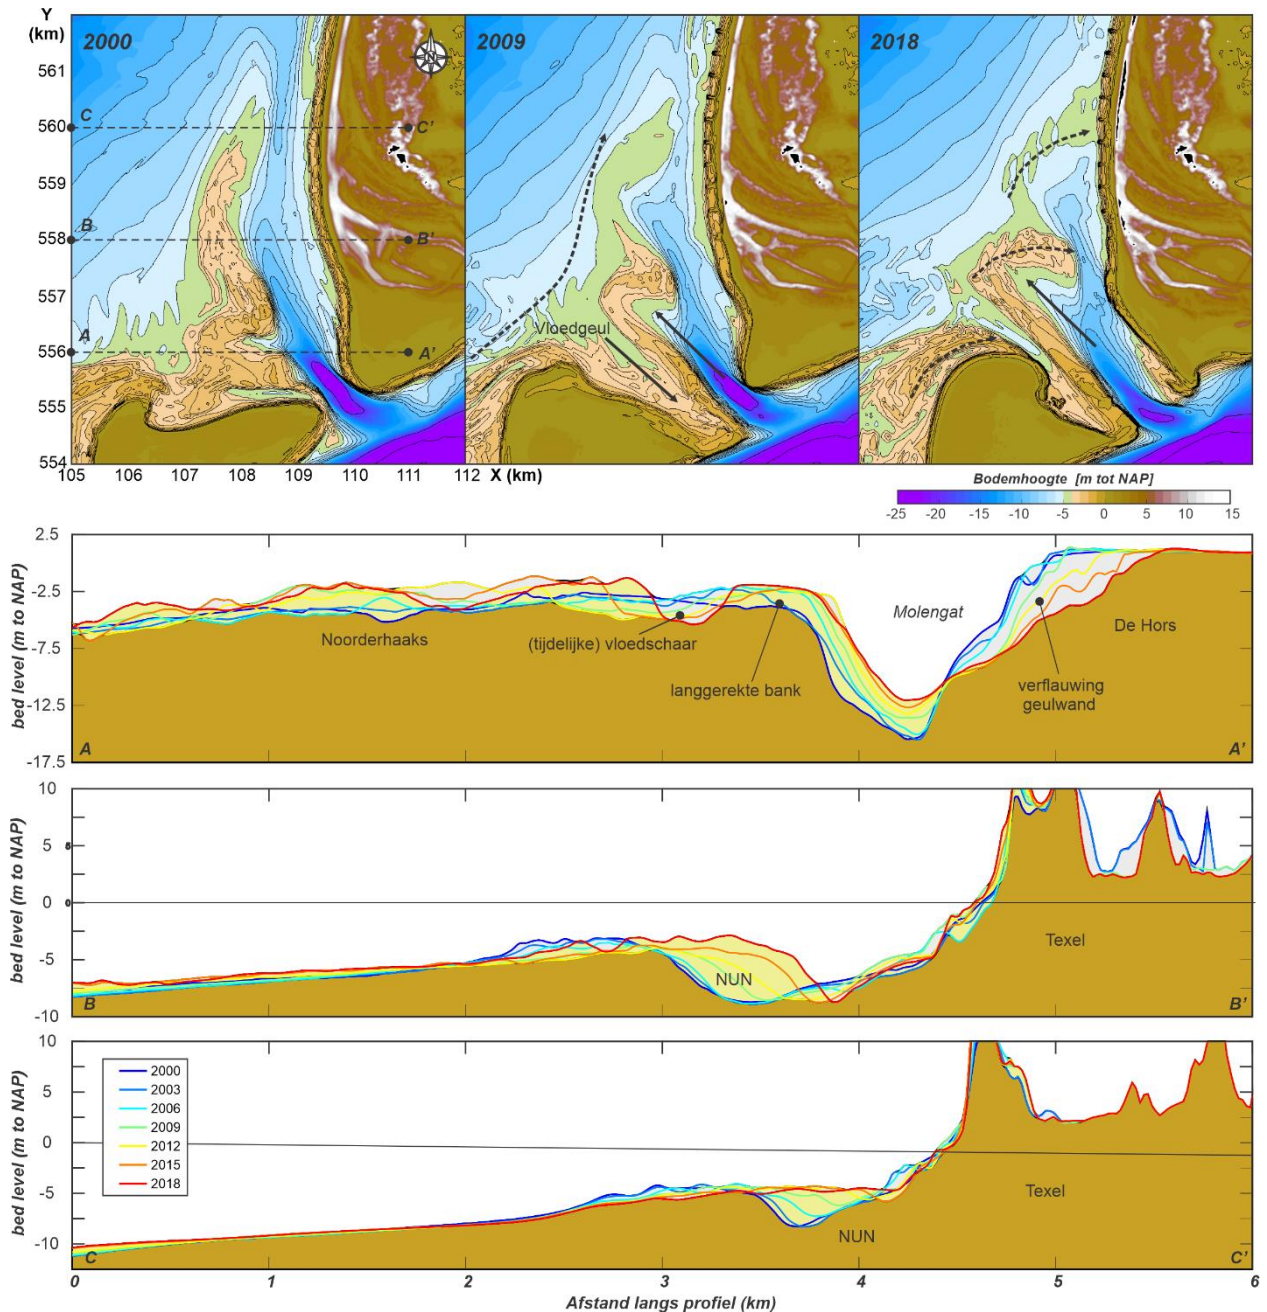 Y
(km)
2000
2009
2018
N
561
560
559
558
557
556
555
554
C
C'
B
B'
A
A'
Vloedgeul
105 106 107 108 109 110 111 112 X (km)
Bodemhoogte [m tot NAP]
-25 -20 -15 -10 -5 0 5 10 15
bed level (m to NAP)
2.5
-2.5
-7.5
-12.5
-17.5
Noorderhaaks
(tijdelijke) vloedschaar
langgerekte bank
Molengat
verflauwing
geulwand
De Hors
A
A'
bed level (m to NAP)
10
5
0
-5
-10
NUN
Texel
B
B'
bed level (m to NAP)
10
5
0
-5
-10
2000
2003
2006
2009
2012
2015
2018
NUN
Texel
C
C'
0 1 2 3 4 5 6
Afstand langs profiel (km)